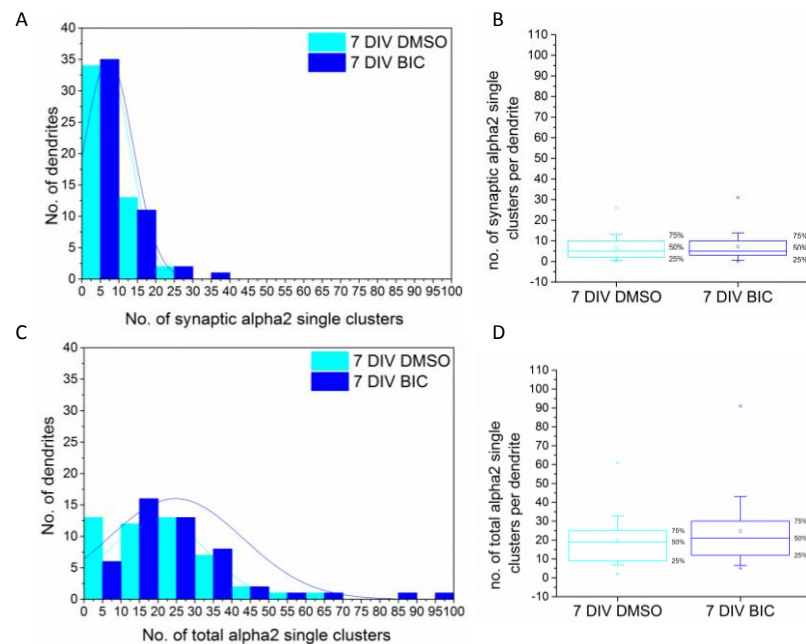 A
40
35
30
25
20
15
10
5
0
No. of dendrites
7 DIV DMSO
7 DIV BIC
0 5 10 15 20 25 30 35 40 45 50 55 60 65 70 75 80 85 90 95100
No. of synaptic alpha2 single clusters
B
110
100
90
80
70
60
50
40
30
20
10
0
-10
no. of synaptic alpha2 single
clusters per dendrite
75%
50%
25%
75%
50%
25%
7 DIV DMSO 7 DIV BIC
C
40
35
30
25
20
15
10
5
0
No. of dendrites
7 DIV DMSO
7 DIV BIC
0 5 10 15 20 25 30 35 40 45 50 55 60 65 70 75 80 85 90 95100
No. of total alpha2 single clusters
D
110
100
90
80
70
60
50
40
30
20
10
0
-10
no. of total alpha2 single
clusters per dendrite
75%
50%
25%
75%
50%
25%
7 DIV DMSO 7 DIV BIC